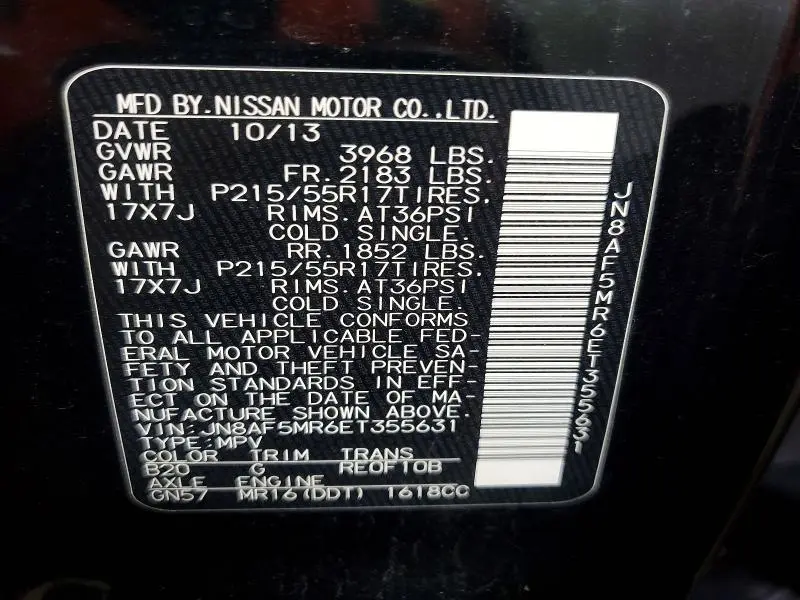 MFD BY.NISSAN MOTOR CO.,LTD.
DATE 10/13
GVWR 3968 LBS.
GAWR FR.2183 LBS.
WITH P215/55R17TIRES.
17X7J RIMS.AT36PSI
COLD SINGLE.
GAWR RR.1852 LBS.
WITH P215/55R17TIRES.
17X7J RIMS.AT36PSI
COLD SINGLE.
THIS VEHICLE CONFORMS
TO ALL APPLICABLE FED-
ERAL MOTOR VEHICLE SA-
FETY AND THEFT PREVEN-
TION STANDARDS IN EFF-
ECT ON THE DATE OF MA-
NUFACTURE SHOWN ABOVE.
VIN:JN8AF5MR6ET355631
TYPE:MPV
COLOR TRIM TRANS
B20 G RE0F10B
AXLE ENGINE
GN57 MR16(DDT) 1618CC
JN8AF5MR6ET355631